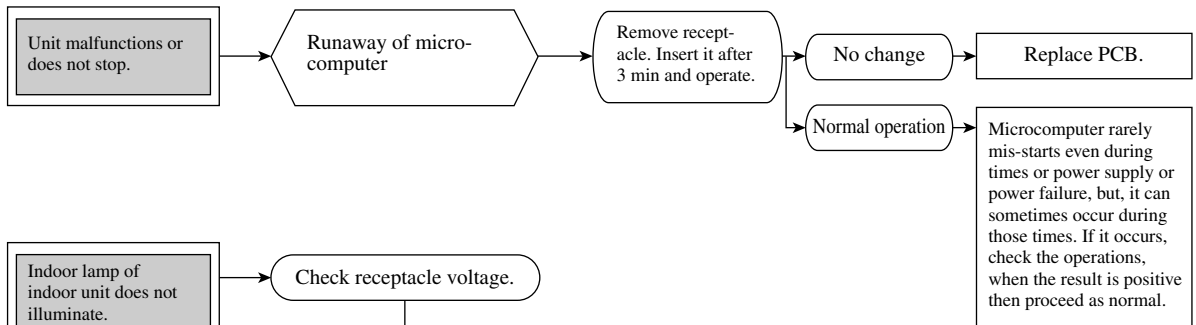 Unit malfunctions or
does not stop.
Runaway of micro-
computer
Remove recept-
acle. Insert it after
3 min and operate.
No change
Replace PCB.
Normal operation
Microcomputer rarely
mis-starts even during
times or power supply or
power failure, but, it can
sometimes occur during
those times. If it occurs,
check the operations,
when the result is positive
then proceed as normal.
Indoor lamp of
indoor unit does not
illuminate.
Check receptacle voltage.